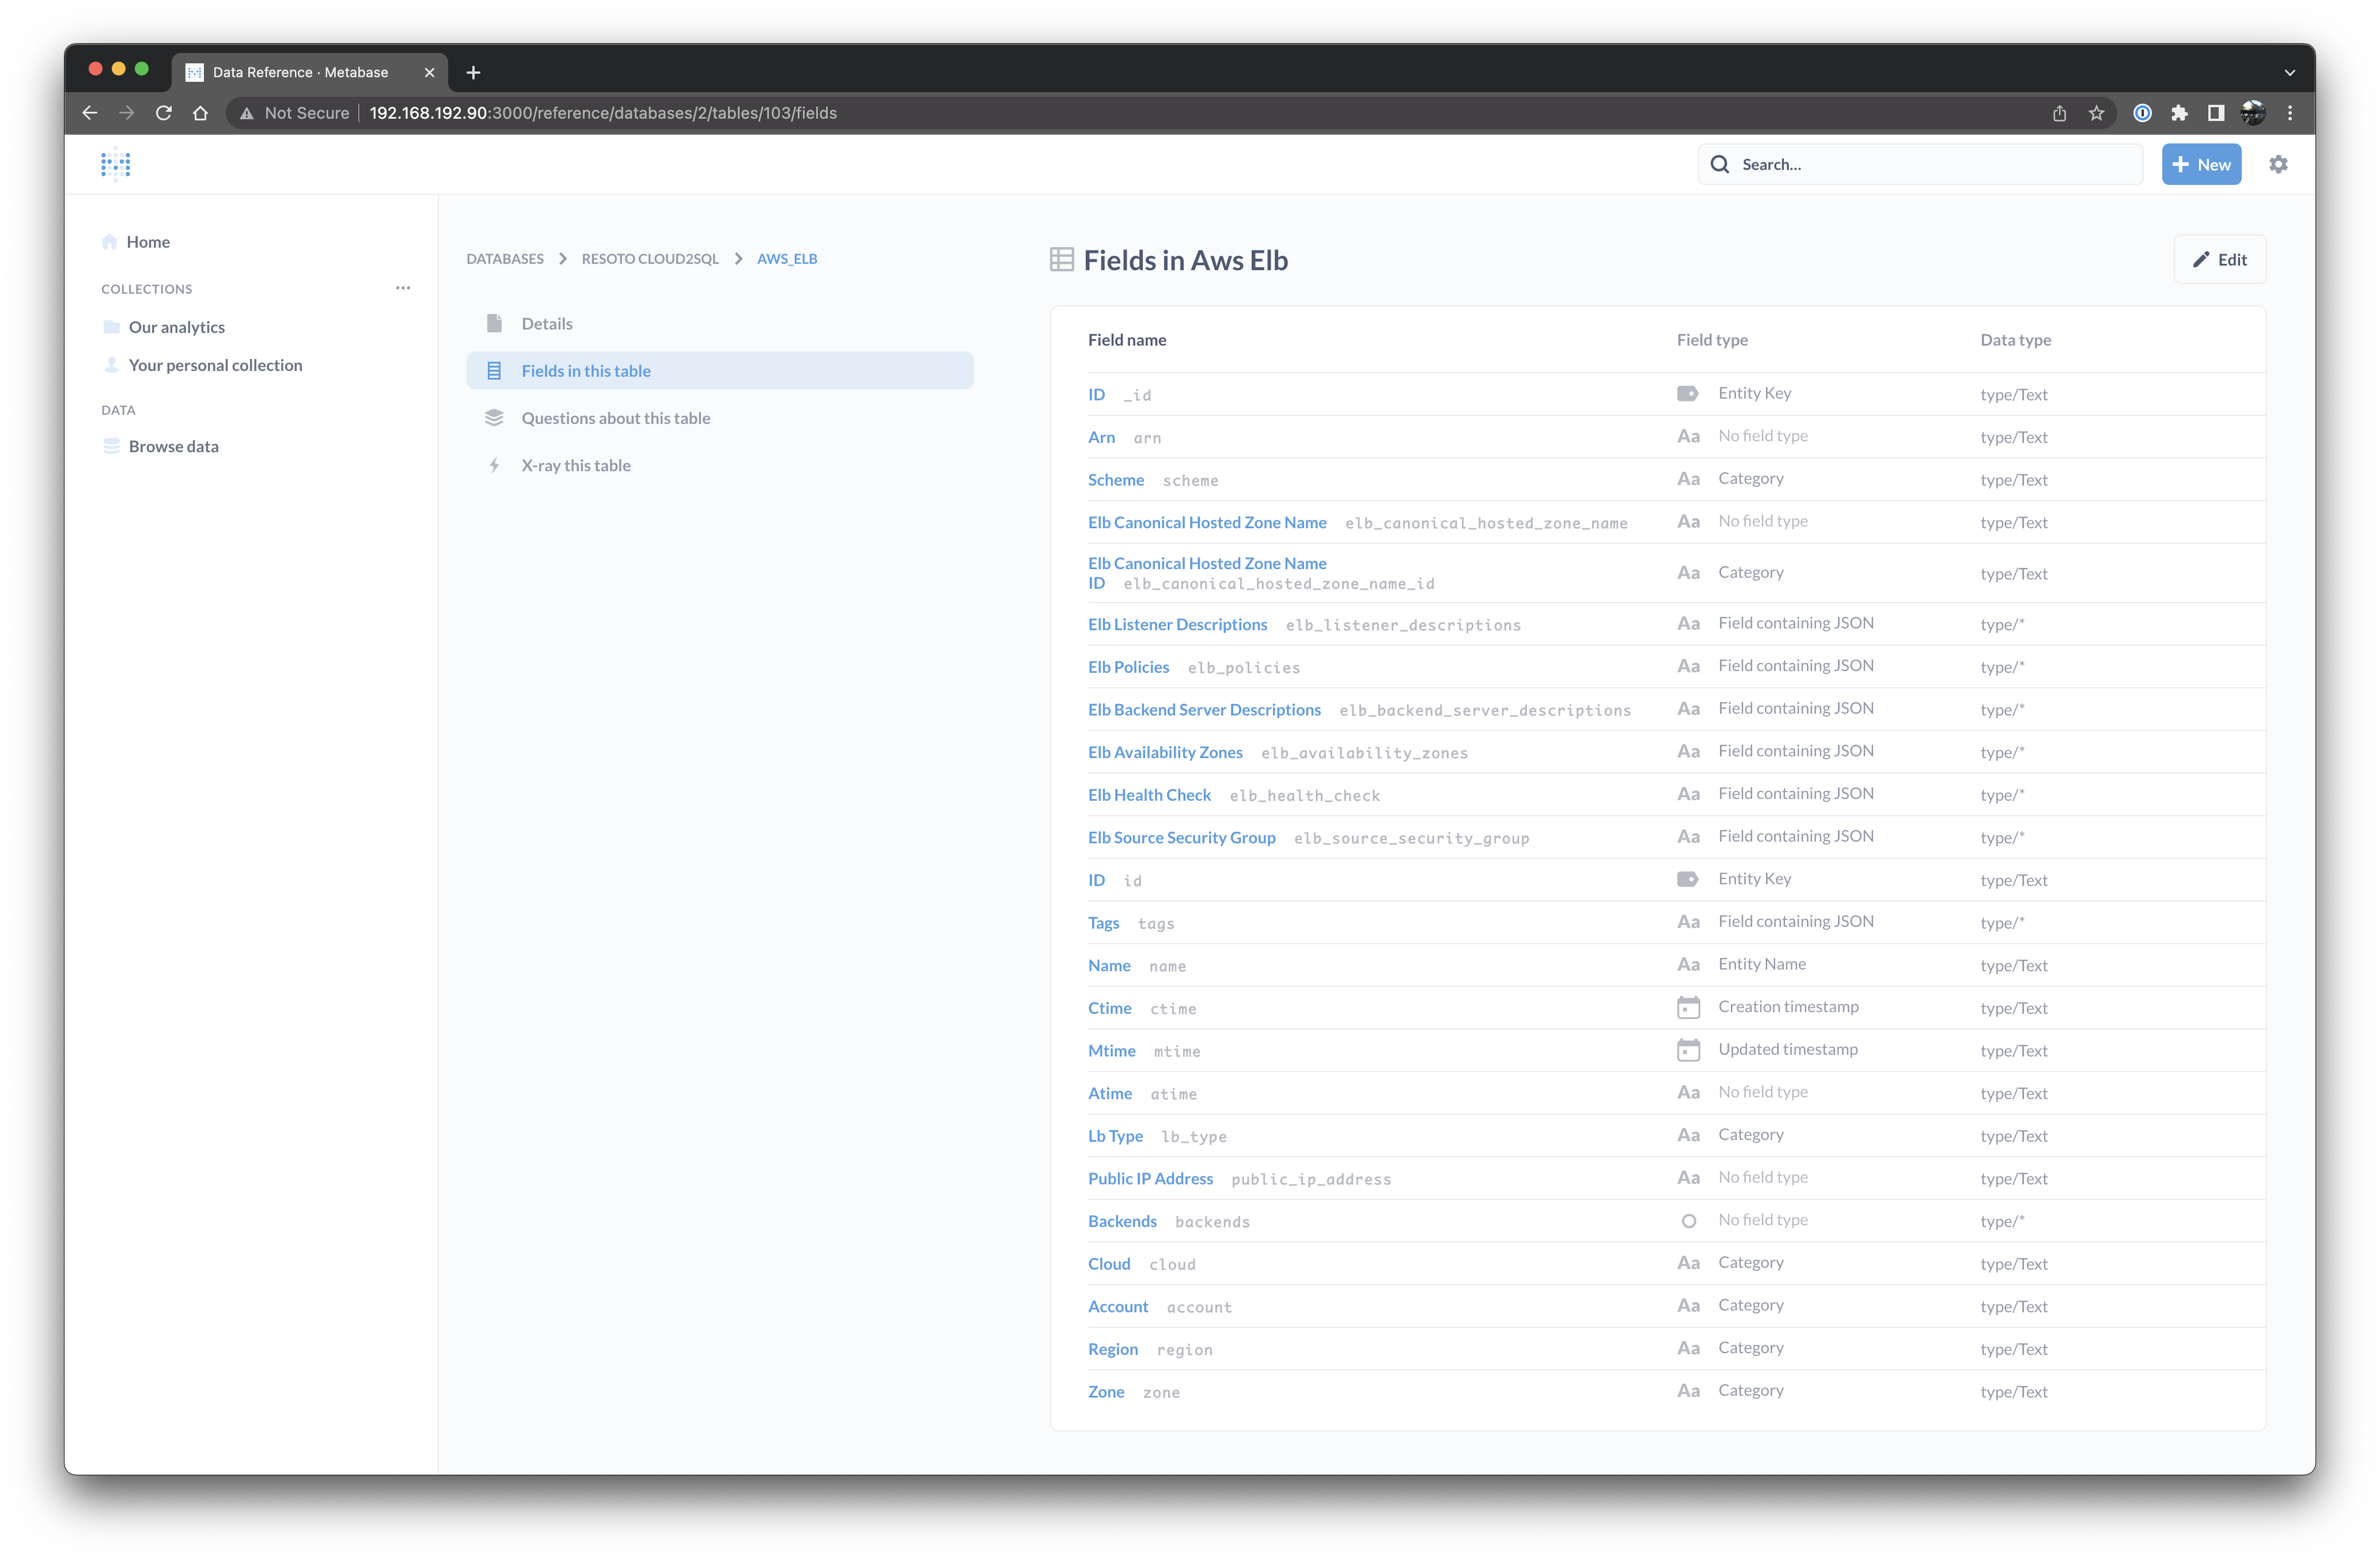 Data Reference · Metabase
Not Secure 192.168.192.90:3000/reference/databases/2/tables/103/fields
Search...
New
Home
COLLECTIONS
Our analytics
Your personal collection
DATA
Browse data
DATABASES RESOTO CLOUD2SQL AWS_ELB
Details
Fields in this table
Questions about this table
X-ray this table
Fields in Aws Elb
Edit
Field name Field type Data type
ID _id Entity Key type/Text
Arn arn Aa No field type type/Text
Scheme scheme Aa Category type/Text
Elb Canonical Hosted Zone Name elb_canonical_hosted_zone_name Aa No field type type/Text
Elb Canonical Hosted Zone Name
ID elb_canonical_hosted_zone_name_id Aa Category type/Text
Elb Listener Descriptions elb_listener_descriptions Aa Field containing JSON type/*
Elb Policies elb_policies Aa Field containing JSON type/*
Elb Backend Server Descriptions elb_backend_server_descriptions Aa Field containing JSON type/*
Elb Availability Zones elb_availability_zones Aa Field containing JSON type/*
Elb Health Check elb_health_check Aa Field containing JSON type/*
Elb Source Security Group elb_source_security_group Aa Field containing JSON type/*
ID id Entity Key type/Text
Tags tags Aa Field containing JSON type/*
Name name Aa Entity Name type/Text
Ctime ctime Creation timestamp type/Text
Mtime mtime Updated timestamp type/Text
Atime atime Aa No field type type/Text
Lb Type lb_type Aa Category type/Text
Public IP Address public_ip_address Aa No field type type/Text
Backends backends No field type type/*
Cloud cloud Aa Category type/Text
Account account Aa Category type/Text
Region region Aa Category type/Text
Zone zone Aa Category type/Text